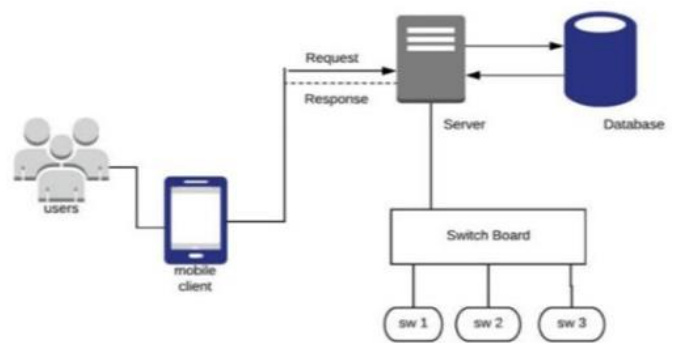 Request
Response
Server
Database
users
mobile
client
Switch Board
sw 1
sw 2
sw 3